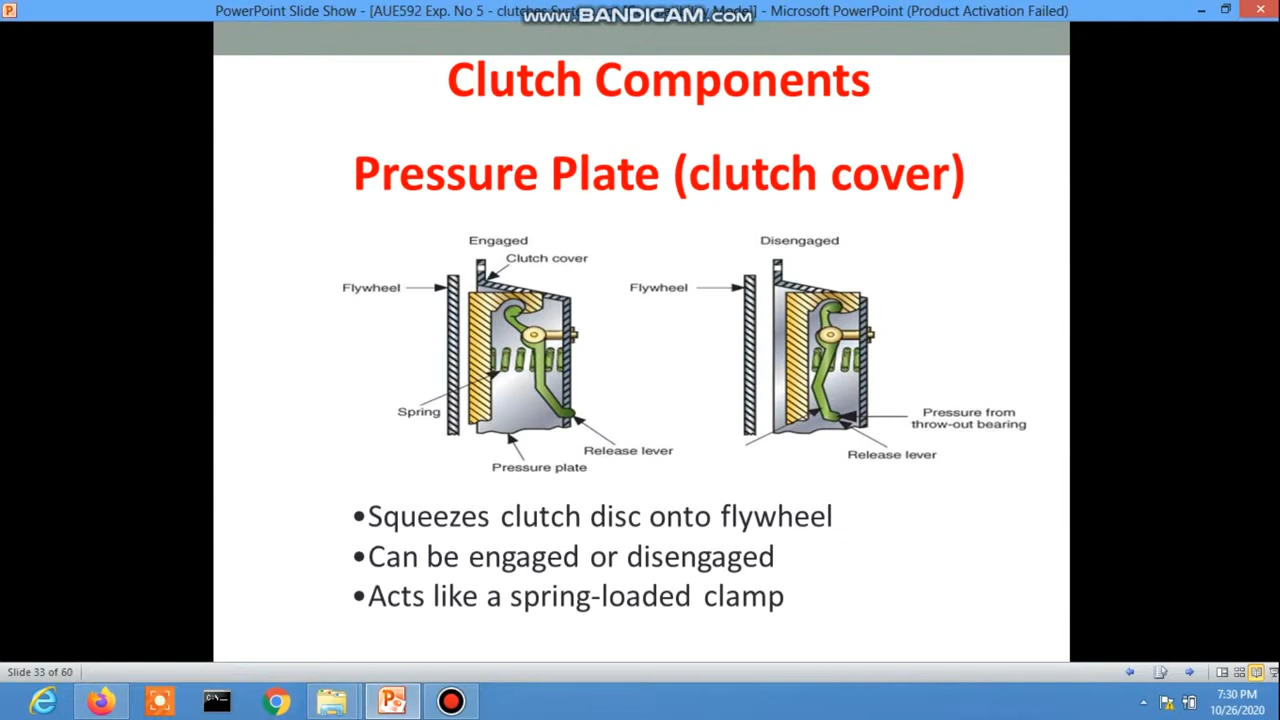 PowerPoint Slide Show - [AUE592 Exp. No 5 - clutches
] - Microsoft PowerPoint (Product Activation Failed)
www.BANDICAM.com
Clutch Components
Pressure Plate (clutch cover)
Engaged
Disengaged
Clutch cover
Flywheel
Flywheel
Spring
Pressure from
throw-out bearing
Release lever
Release lever
Pressure plate
•Squeezes clutch disc onto flywheel
•Can be engaged or disengaged
•Acts like a spring-loaded clamp
Slide 33 of 60
7:30 PM
10/26/2020